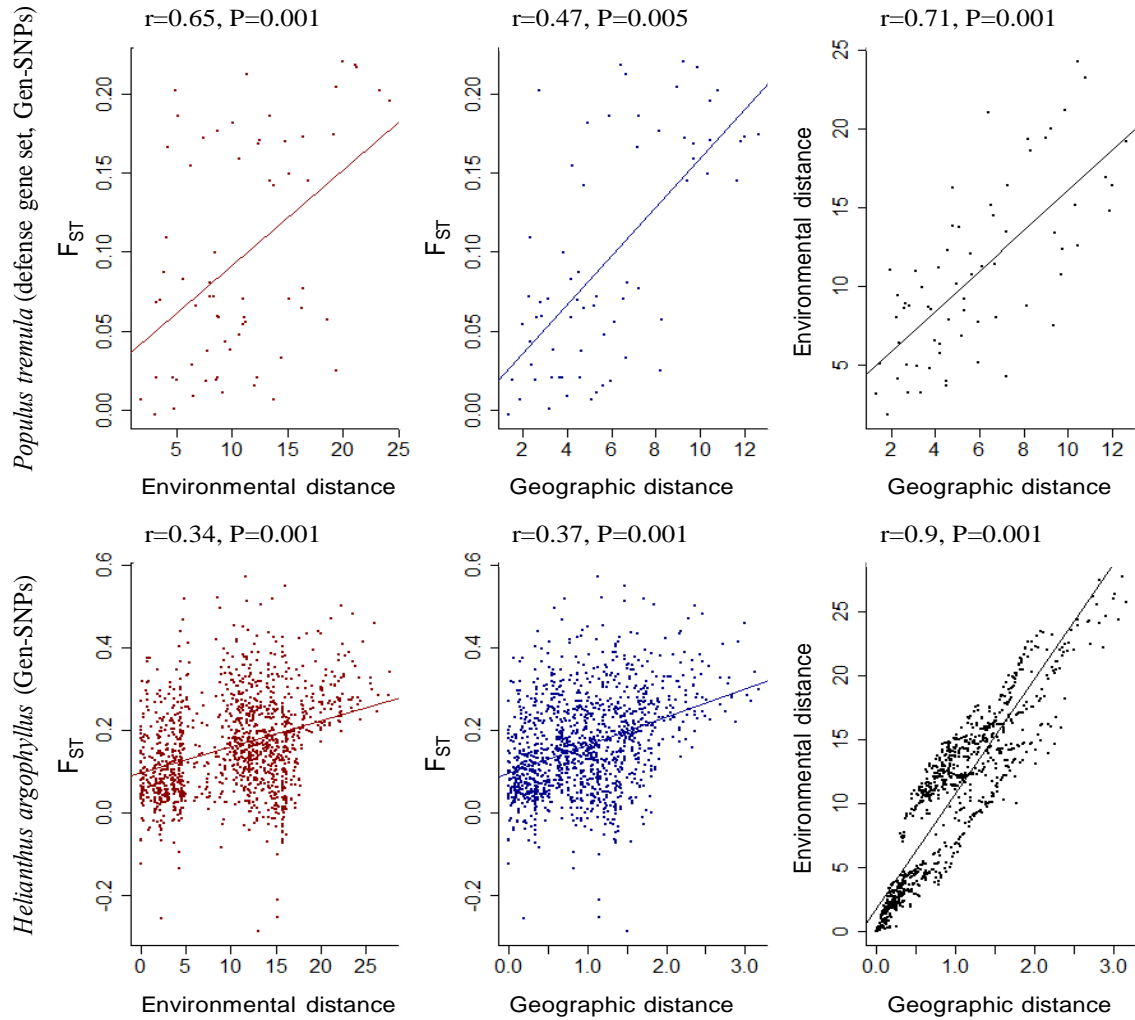 r=0.65, P=0.001
r=0.47, P=0.005
r=0.71, P=0.001
Populus tremula (defense gene set, Gen-SNPs)
FST
0.20
0.15
0.10
0.05
0.00
5 10 15 20 25
Environmental distance
FST
0.20
0.15
0.10
0.05
0.00
2 4 6 8 10 12
Geographic distance
Environmental distance
25
20
15
10
5
2 4 6 8 10 12
Geographic distance
r=0.34, P=0.001
r=0.37, P=0.001
r=0.9, P=0.001
Helianthus argophyllus (Gen-SNPs)
FST
0.6
0.4
0.2
0.0
-0.2
0 5 10 15 20 25
Environmental distance
FST
0.6
0.4
0.2
0.0
-0.2
0.0 1.0 2.0 3.0
Geographic distance
Environmental distance
25
20
15
10
5
0
0.0 1.0 2.0 3.0
Geographic distance